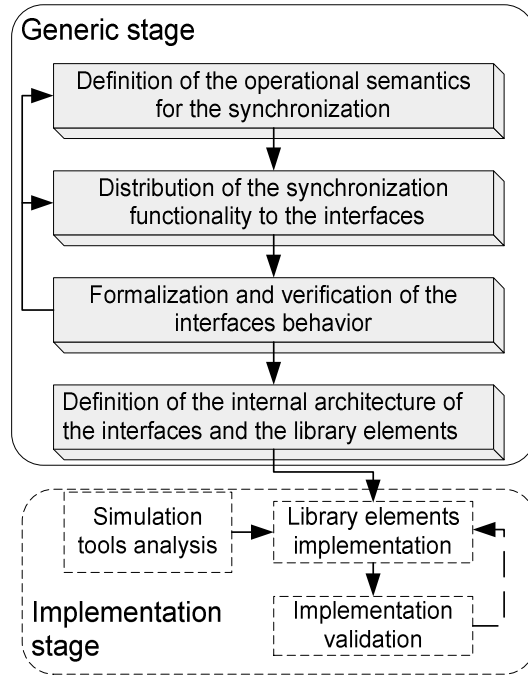 Generic stage
Definition of the operational semantics
for the synchronization
Distribution of the synchronization
functionality to the interfaces
Formalization and verification of the
interfaces behavior
Definition of the internal architecture of
the interfaces and the library elements
Simulation
tools analysis
Library elements
implementation
Implementation
stage
Implementation
validation